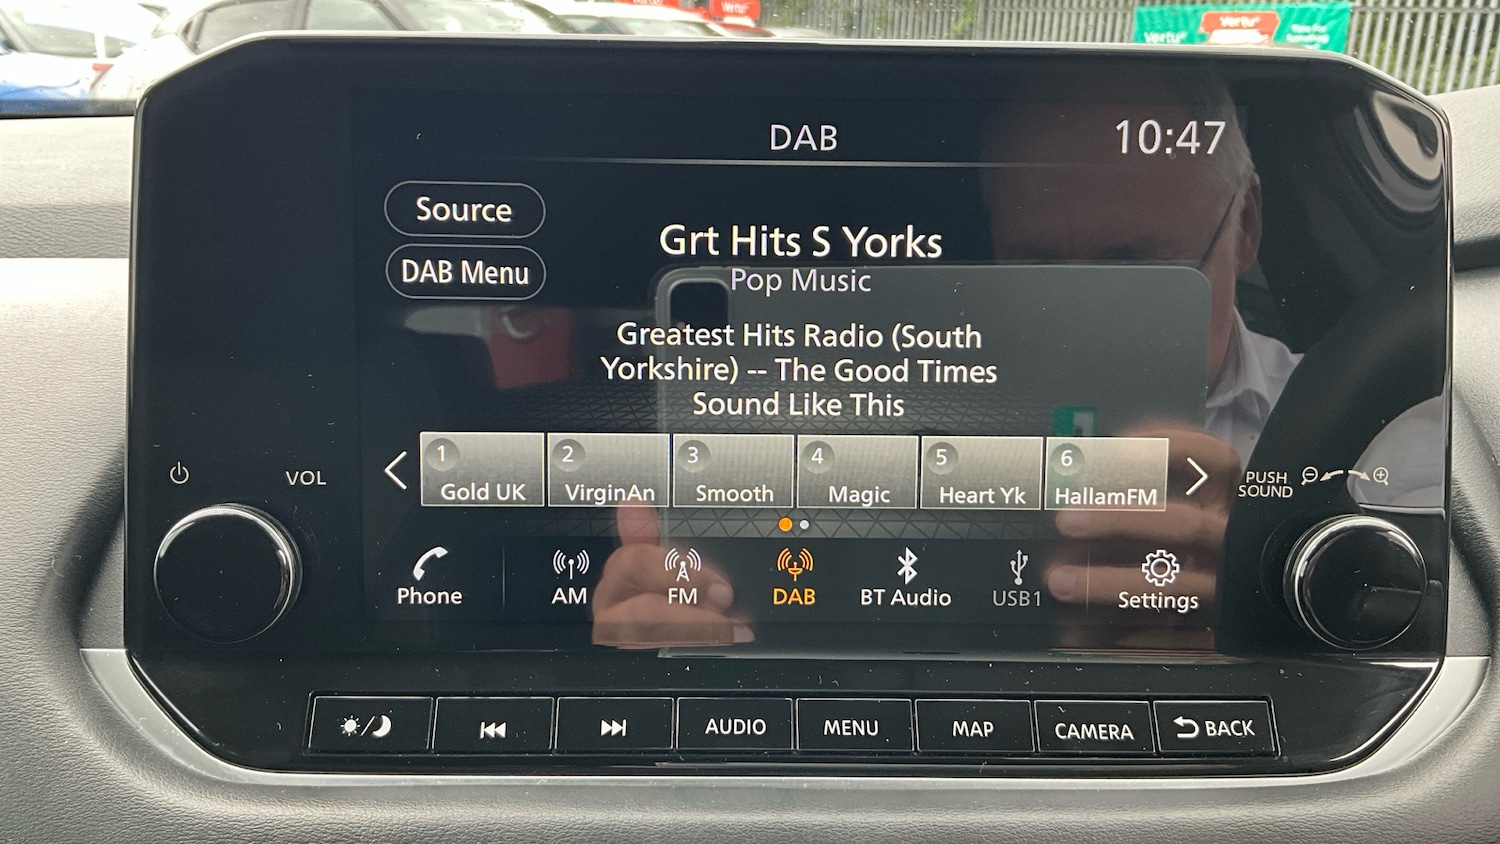 Vertu
Vertu
DAB
10:47
Source
DAB Menu
Grt Hits S Yorks
Pop Music
Greatest Hits Radio (South
Yorkshire) -- The Good Times
Sound Like This
1
Gold UK
2
VirginAn
3
Smooth
4
Magic
5
Heart Yk
6
HallamFM
VOL
PUSH
SOUND
Phone
AM
FM
DAB
BT Audio
USB1
Settings
AUDIO
MENU
MAP
CAMERA
BACK